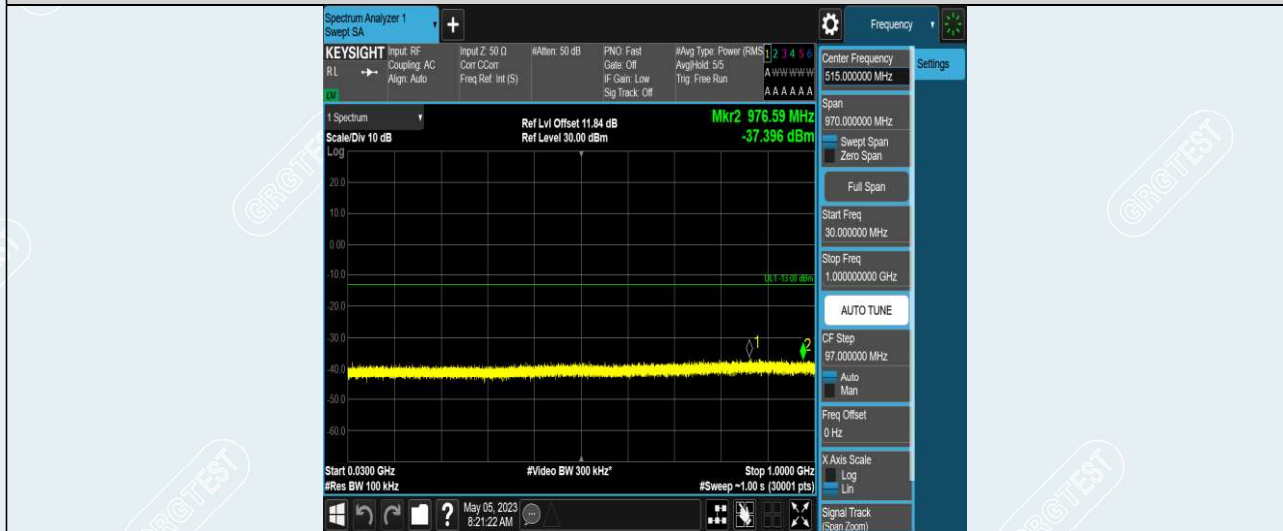 Spectrum Analyzer 1
Swept SA
+
Frequency
KEYSIGHT
RL
Input: RF
Coupling: AC
Align: Auto
Input Z: 50 Ω
Corr CCorr
Freq Ref: Int (S)
#Atten: 50 dB
PNO: Fast
Gate: Off
IF Gain: Low
Sig Track: Off
#Avg Type: Power (RMS
Avg|Hold: 5/5
Trig: Free Run
1 2 3 4 5 6
A W W W W W
A A A A A A
Center Frequency
515.000000 MHz
Settings
Span
970.000000 MHz
Swept Span
Zero Span
Full Span
Start Freq
30.000000 MHz
Stop Freq
1.000000000 GHz
AUTO TUNE
CF Step
97.000000 MHz
Auto
Man
Freq Offset
0 Hz
X Axis Scale
Log
Lin
Signal Track
(Span Zoom)
1 Spectrum
Scale/Div 10 dB
Ref Lvl Offset 11.84 dB
Ref Level 30.00 dBm
Mkr2 976.59 MHz
-37.396 dBm
Log
20.0
10.0
0.00
-10.0
DL1 -13.00 dBm
-20.0
-30.0
1
2
-40.0
-50.0
-60.0
Start 0.0300 GHz
#Res BW 100 kHz
#Video BW 300 kHz*
Stop 1.0000 GHz
#Sweep ~1.00 s (30001 pts)
?
May 05, 2023
8:21:22 AM
GRGTEST
GRGTEST
GRGTEST
GRGTEST